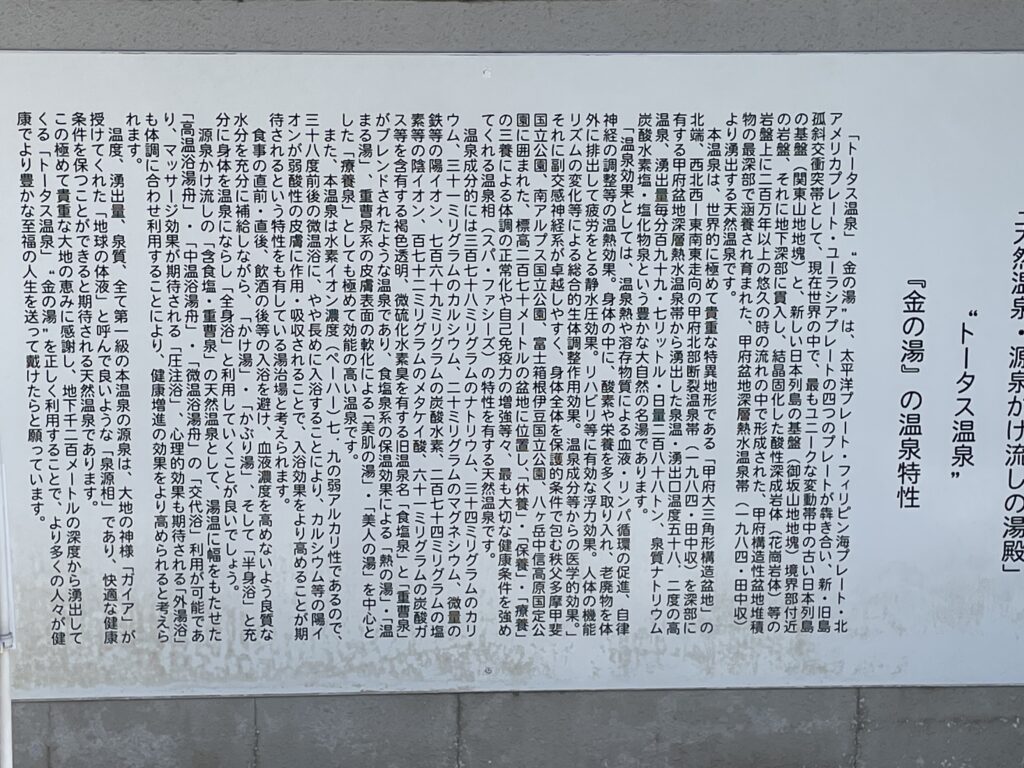 天然温泉・源泉かけ流しの湯殿
“トータス温泉”
『金の湯』の温泉特性
「トータス温泉」“金の湯”は、太平洋プレート・フィリピン海プレート・北
アメリカプレート・ユーラシアプレートの四つのプレートが犇き合い、新・旧島
孤斜交衝突帯として、現在世界の中で、最もユニークな変動帯中の古い日本列島
の基盤（関東山地地塊）と、新しい日本列島の基盤（御坂山地地塊）境界部付近
の岩盤、それに地下深部に貫入し、結晶固化した酸性深成岩体（花崗岩体）等の
岩盤上に二百万年以上の悠久の時の流れの中で形成された、甲府構造性盆地堆積
物の最深部で涵養され育まれた、甲府盆地深層熱水温泉帯（一九八四・田中収）
より湧出する天然温泉です。
本温泉は、世界的に極めて貴重な特異地形である「甲府大三角形構造盆地」の
北端、西北西―東南東走向の甲府北部断裂温泉帯（一九八四・田中収）を深部に
有する甲府盆地深層熱水温泉帯から湧出した泉温・湧出口温度五十八、二度の高
温泉、湧出量毎分百九十九・七リットル・日量二百八十八トン、泉質ナトリウム
炭酸水素塩・塩化物泉という豊かな大自然の名湯であります。
「温泉効果としては、温泉熱や溶存物質による血液・リンパ循環の促進、自律
神経の調整等の温熱効果。身体の中に、酸素や栄養を多く取り入れ、老廃物を体
外に排出して疲労をとる静水圧効果。リハビリ等に有効な浮力効果。人体の機能
リズムの変化等による総合的生体調整作用効果。温泉成分等からの医学的効果。」
それに副交感神経系が卓越しやすく、身体全体を保護的条件で包む秩父多摩甲斐
国立公園、南アルプス国立公園、富士箱根伊豆国立公園、八ヶ岳中信高原国定公
園に囲まれた、標高二百七十メートルの盆地に位置し、「休養」・「保養」・「療養」
の三養による体調の正常化や自己免疫力の増強等々、最も大切な健康条件を強め
てくれる温泉相（スパ・ファシーズ）の特性を有する天然温泉です。
温泉成分的には三百七十八ミリグラムのナトリウム、三十四ミリグラムのカリ
ウム、三十一ミリグラムのカルシウム、二十三ミリグラムのマグネシウム、微量の
鉄等の陽イオン、七百六十三ミリグラムの炭酸水素、二百七十四ミリグラムの塩
素等の陰イオン、百七十二ミリグラムのメタケイ酸、六十一ミリグラムの炭酸ガ
ス等を含有する褐色透明、微硫化水素臭を有する旧温泉名「食塩泉」と「重曹泉」
がブレンドされたような温泉であり、食塩泉系の保温効果による「熱の湯」・「温
まる湯」、重曹泉系の皮膚表面の軟化による「美肌の湯」・「美人の湯」を中心と
した「療養泉」としても極めて効能の高い温泉です。
また、本温泉は水素イオン濃度（ペーハー）七、九の弱アルカリ性であるので、
三十八度前後の微温浴に、やや長めに入浴することにより、カルシウム等の陽イ
オンが弱酸性の皮膚に作用・吸収されることで、入浴効果をより高めることが期
待されるという特性をも有している湯治場と考えられます。
食事の直前・直後、飲酒の後等の入浴を避け、血液濃度を高めないよう良質な
水分を充分に補給しながら、「かけ湯」・「かぶり湯」、そして「半身浴」と充
分に身体を温泉にならし「全身浴」と利用していくことが良いでしょう。
源泉かけ流しの「含食塩・重曹泉」の天然温泉として、湯温に幅をもたせた
「高温浴湯舟」・「中温浴湯舟」・「微温浴湯舟」の「交代浴」利用が可能であ
り、マッサージ効果が期待される「圧注浴」、心理的効果も期待される「外湯浴」
も体調に合わせ利用することにより、健康増進の効果をより高められると考えら
れます。
温度、湧出量、泉質、全て第一級の本温泉の源泉は、大地の神様「ガイア」が
授けてくれた「地球の体液」と呼んで良いような「泉源相」であり、快適な健康
条件を保つことができると期待される天然温泉であります。
この極めて貴重な大地の恵みに感謝し、地下千二百メートルの深度から湧出して
くる「トータス温泉」“金の湯”を正しく利用することで、より多くの人々が健
康でより豊かな至福の人生を送って戴けたらと願っています。